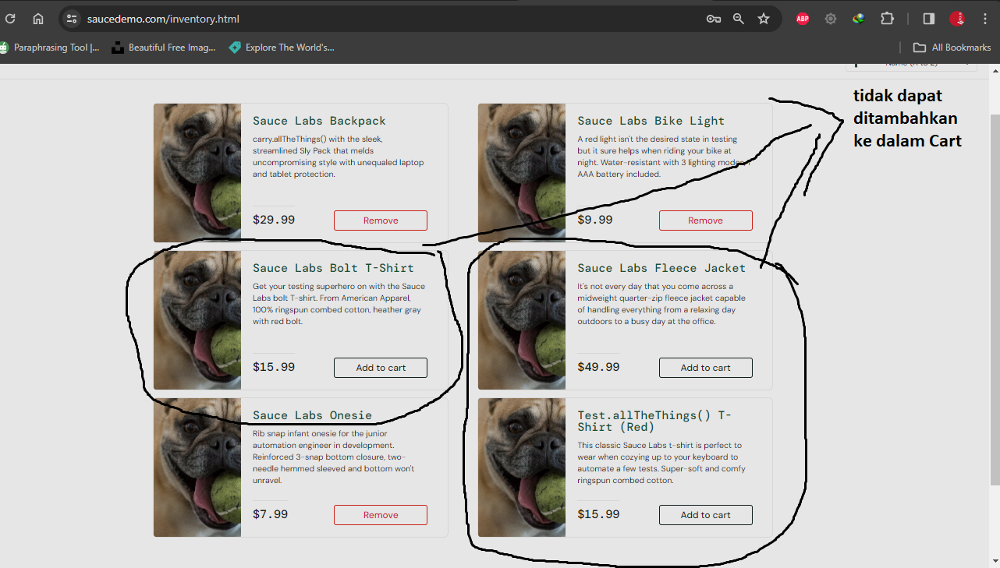 saucedemo.com/inventory.html
Paraphrasing Tool |...
Beautiful Free Imag...
Explore The World's...
All Bookmarks
ABP
Name (A to Z)
tidak dapat
ditambahkan
ke dalam Cart
Sauce Labs Backpack
carry.allTheThings() with the sleek,
streamlined Sly Pack that melds
uncompromising style with unequaled laptop
and tablet protection.
$29.99
Remove
Sauce Labs Bike Light
A red light isn't the desired state in testing
but it sure helps when riding your bike at
night. Water-resistant with 3 lighting modes, 1
AAA battery included.
$9.99
Remove
Sauce Labs Bolt T-Shirt
Get your testing superhero on with the Sauce
Labs bolt T-shirt. From American Apparel,
100% ringspun combed cotton, heather gray
with red bolt.
$15.99
Add to cart
Sauce Labs Fleece Jacket
It's not every day that you come across a
midweight quarter-zip fleece jacket capable
of handling everything from a relaxing day
outdoors to a busy day at the office.
$49.99
Add to cart
Sauce Labs Onesie
Rib snap infant onesie for the junior
automation engineer in development.
Reinforced 3-snap bottom closure, two-
needle hemmed sleeved and bottom won't
unravel.
$7.99
Remove
Test.allTheThings() T-
Shirt (Red)
This classic Sauce Labs t-shirt is perfect to
wear when cozying up to your keyboard to
automate a few tests. Super-soft and comfy
ringspun combed cotton.
$15.99
Add to cart